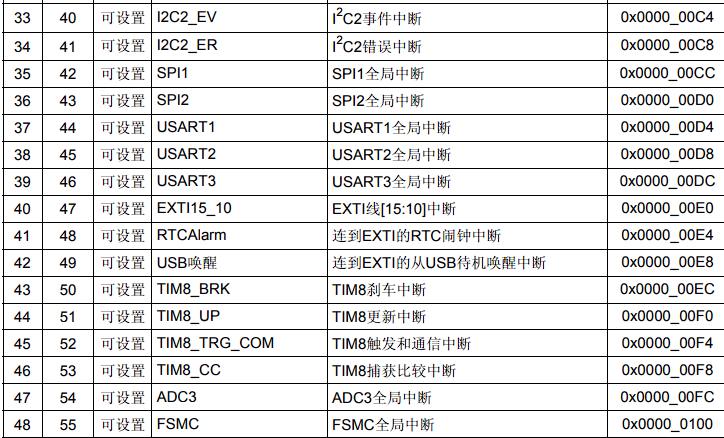 33 40 可设置 I2C2_EV I²C2事件中断 0x0000_00C4
34 41 可设置 I2C2_ER I²C2错误中断 0x0000_00C8
35 42 可设置 SPI1 SPI1全局中断 0x0000_00CC
36 43 可设置 SPI2 SPI2全局中断 0x0000_00D0
37 44 可设置 USART1 USART1全局中断 0x0000_00D4
38 45 可设置 USART2 USART2全局中断 0x0000_00D8
39 46 可设置 USART3 USART3全局中断 0x0000_00DC
40 47 可设置 EXTI15_10 EXTI线[15:10]中断 0x0000_00E0
41 48 可设置 RTCAlarm 连到EXTI的RTC闹钟中断 0x0000_00E4
42 49 可设置 USB唤醒 连到EXTI的从USB待机唤醒中断 0x0000_00E8
43 50 可设置 TIM8_BRK TIM8刹车中断 0x0000_00EC
44 51 可设置 TIM8_UP TIM8更新中断 0x0000_00F0
45 52 可设置 TIM8_TRG_COM TIM8触发和通信中断 0x0000_00F4
46 53 可设置 TIM8_CC TIM8捕获比较中断 0x0000_00F8
47 54 可设置 ADC3 ADC3全局中断 0x0000_00FC
48 55 可设置 FSMC FSMC全局中断 0x0000_0100